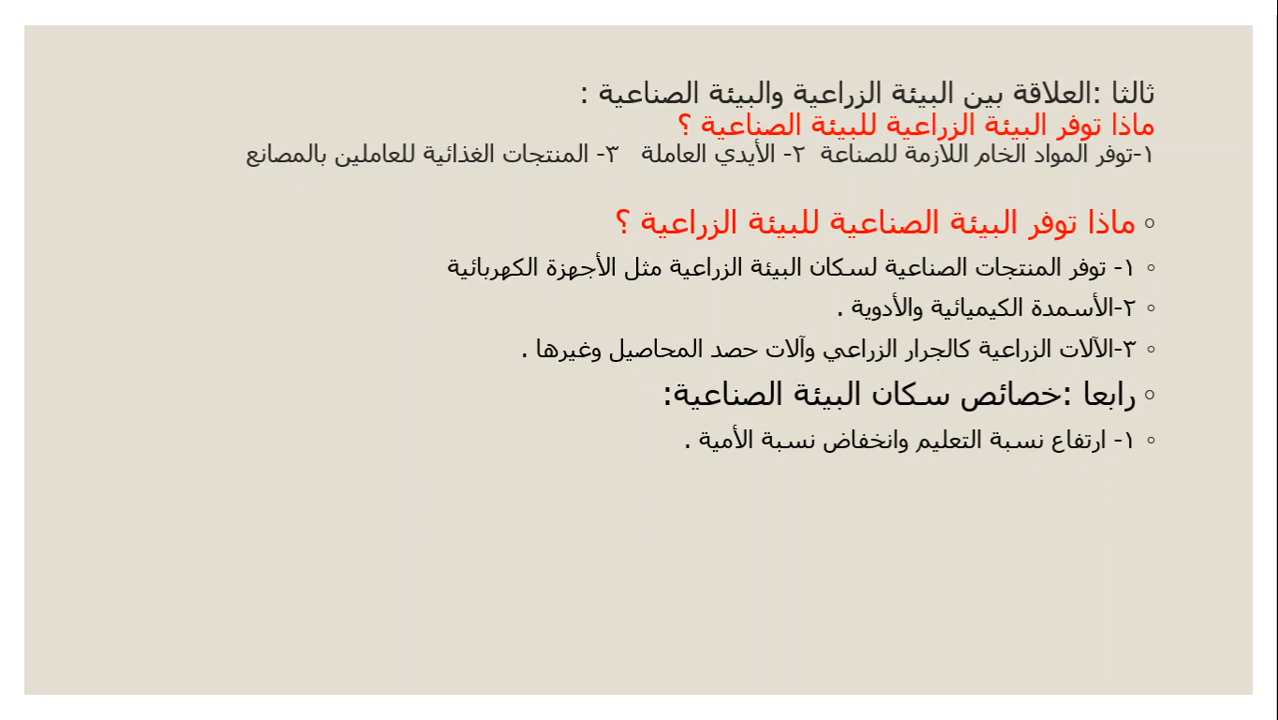 ثالثا :العلاقة بين البيئة الزراعية والبيئة الصناعية :
ماذا توفر البيئة الزراعية للبيئة الصناعية ؟
١-توفر المواد الخام اللازمة للصناعة ٢- الأيدي العاملة ٣- المنتجات الغذائية للعاملين بالمصانع
◦ ماذا توفر البيئة الصناعية للبيئة الزراعية ؟
◦ ١- توفر المنتجات الصناعية لسكان البيئة الزراعية مثل الأجهزة الكهربائية
◦ ٢-الأسمدة الكيميائية والأدوية .
◦ ٣-الآلات الزراعية كالجرار الزراعي وآلات حصد المحاصيل وغيرها .
◦ رابعا :خصائص سكان البيئة الصناعية:
◦ ١- ارتفاع نسبة التعليم وانخفاض نسبة الأمية .